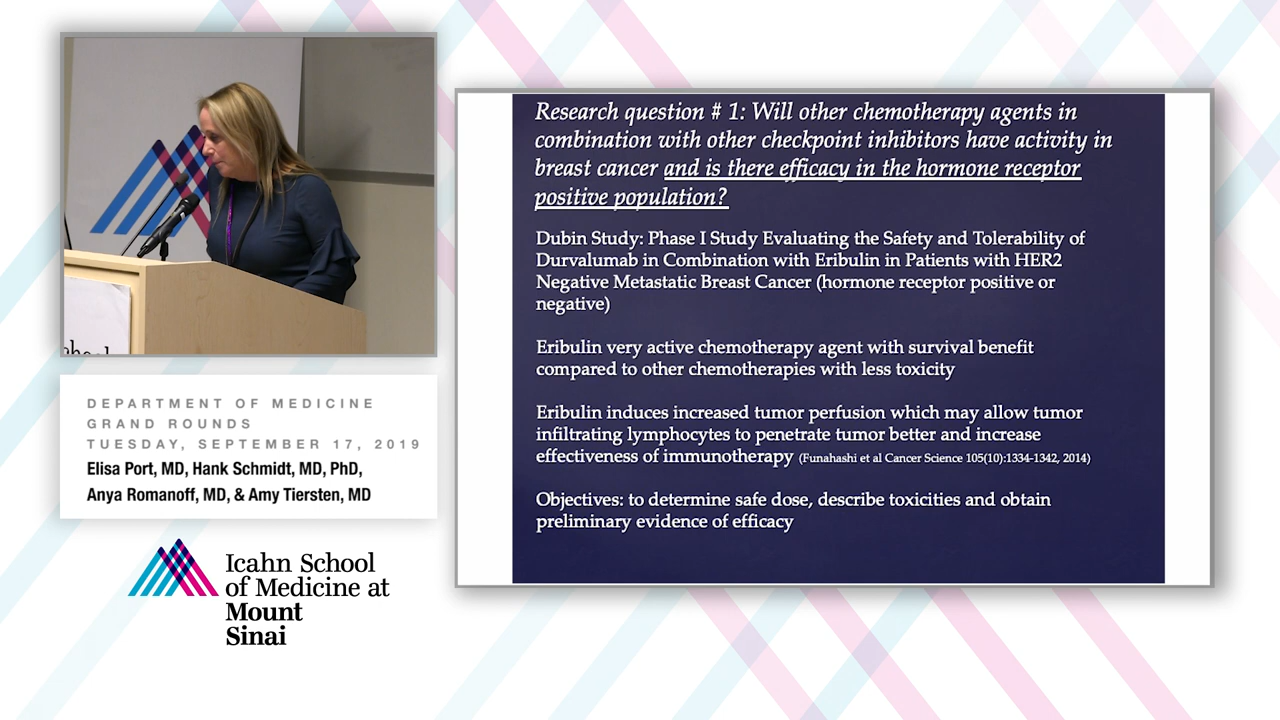 Research question # 1: Will other chemotherapy agents in
combination with other checkpoint inhibitors have activity in
breast cancer and is there efficacy in the hormone receptor
positive population?
Dubin Study: Phase I Study Evaluating the Safety and Tolerability of
Durvalumab in Combination with Eribulin in Patients with HER2
Negative Metastatic Breast Cancer (hormone receptor positive or
negative)
Eribulin very active chemotherapy agent with survival benefit
compared to other chemotherapies with less toxicity
Eribulin induces increased tumor perfusion which may allow tumor
infiltrating lymphocytes to penetrate tumor better and increase
effectiveness of immunotherapy (Funahashi et al Cancer Science 105(10):1334-1342, 2014)
Objectives: to determine safe dose, describe toxicities and obtain
preliminary evidence of efficacy
DEPARTMENT OF MEDICINE
GRAND ROUNDS
TUESDAY, SEPTEMBER 17, 2019
Elisa Port, MD, Hank Schmidt, MD, PhD,
Anya Romanoff, MD, & Amy Tiersten, MD
Icahn School
of Medicine at
Mount
Sinai